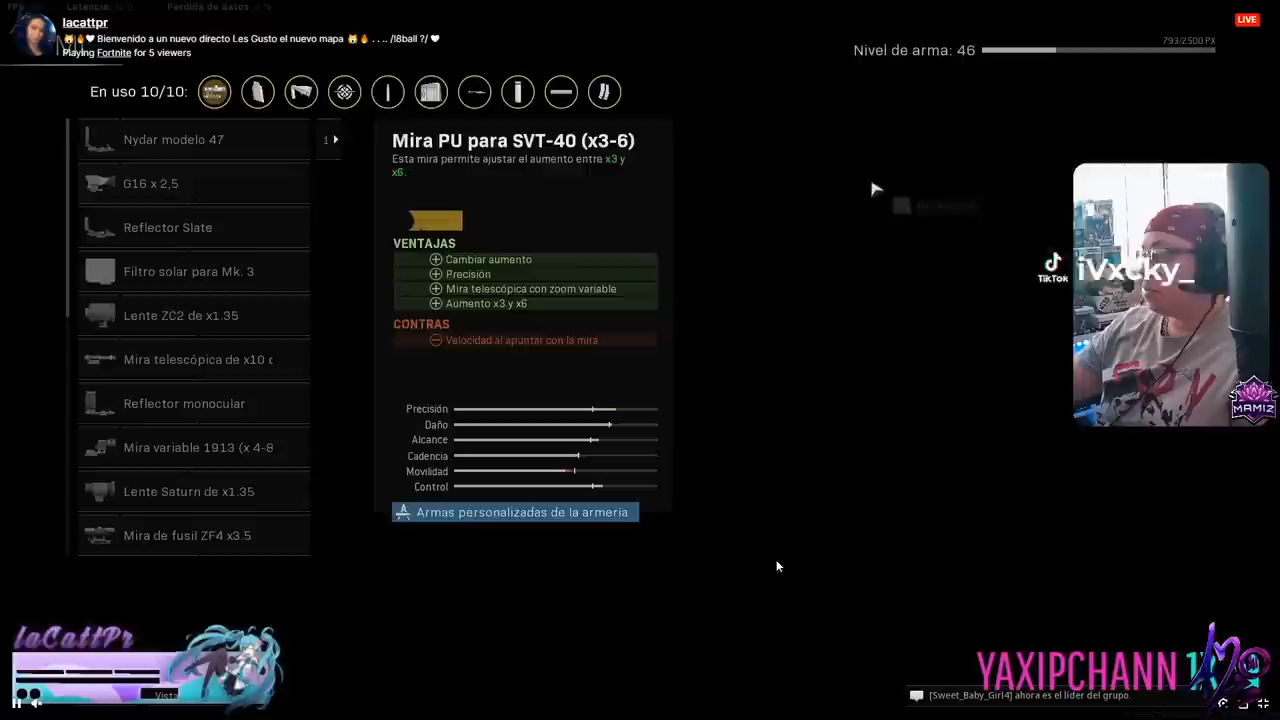 Latencia:
Perdida de datos
lacattpr
Bienvenido a un nuevo directo Les Gusto el nuevo mapa .... /!8ball ?/
Playing Fortnite for 5 viewers
LIVE
793/2500 PX
Nivel de arma: 46
En uso 10/10:
Nydar modelo 47
1
G16 x 2,5
Reflector Slate
Filtro solar para Mk. 3
Lente ZC2 de x1.35
Mira telescópica de x10 c
Reflector monocular
Mira variable 1913 (x 4-8
Lente Saturn de x1.35
Mira de fusil ZF4 x3.5
Mira PU para SVT-40 (x3-6)
Esta mira permite ajustar el aumento entre x3 y
x6.
VENTAJAS
Cambiar aumento
Precisión
Mira telescópica con zoom variable
Aumento x3 y x6
CONTRAS
Velocidad al apuntar con la mira
Precisión
Daño
Alcance
Cadencia
Movilidad
Control
Armas personalizadas de la armería
TikTok
iVxcky_
MAMIZ
laCattPr
Vista
YAXIPCHANN
[Sweet_Baby_Girl4] ahora es el líder del grupo.